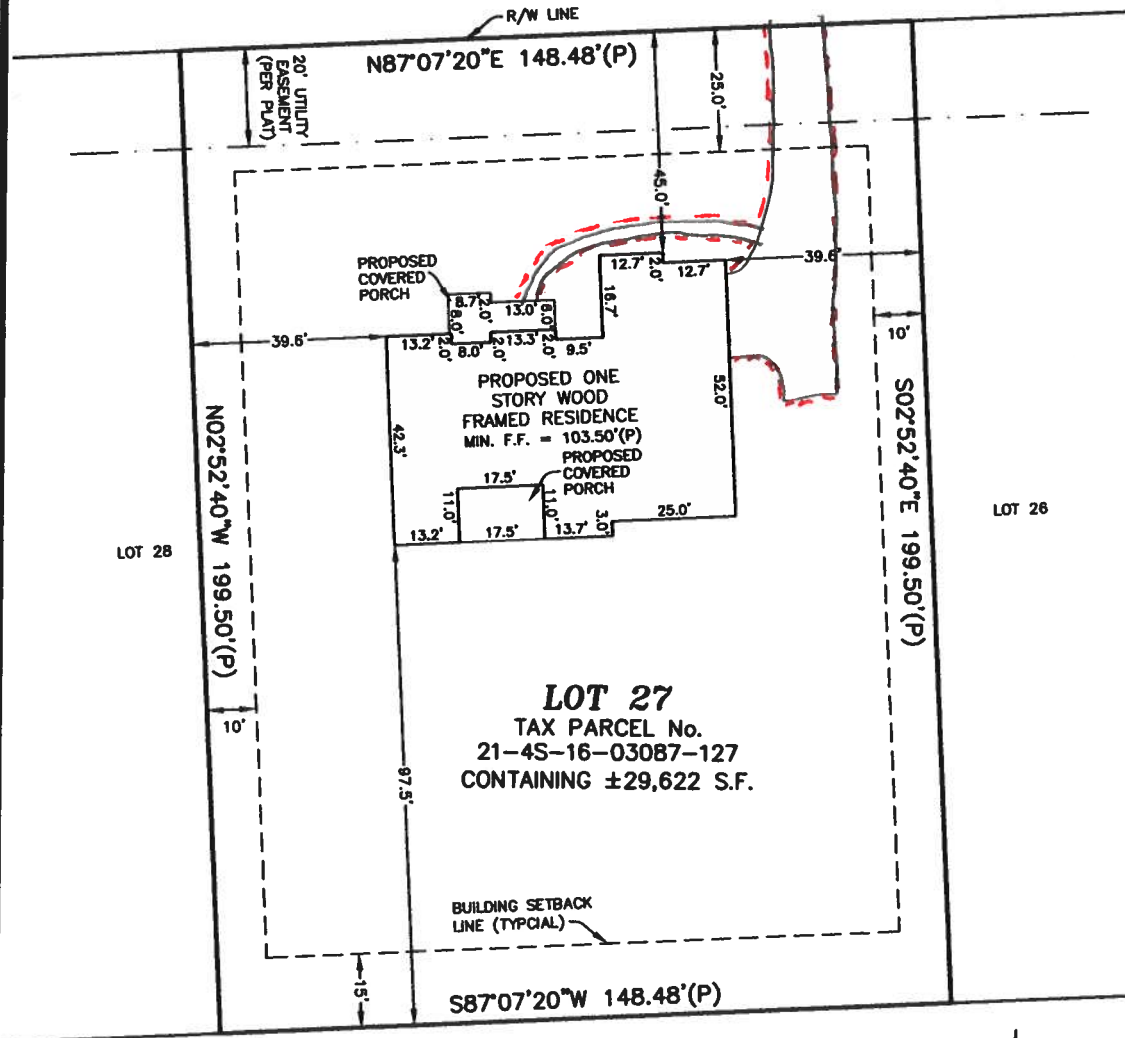 R/W LINE
N87°07'20"E 148.48'(P)
20' UTILITY
EASEMENT
(PER PLAT)
25.0'
45.0'
PROPOSED
COVERED
PORCH
12.7'
2.0'
12.7'
39.6'
8.7'
2.0'
13.0'
6.0'
8.0'
16.7'
39.6'
13.2'
2.0'
8.0'
2.0'
13.3'
2.0'
9.5'
10'
PROPOSED ONE
STORY WOOD
FRAMED RESIDENCE
MIN. F.F. = 103.50'(P)
52.0'
42.3'
PROPOSED
COVERED
PORCH
17.5'
11.0'
11.0'
13.2'
17.5'
13.7'
3.0'
25.0'
N02°52'40"W 199.50'(P)
S02°52'40"E 199.50'(P)
LOT 28
LOT 26
LOT 27
TAX PARCEL No.
21-4S-16-03087-127
CONTAINING ±29,622 S.F.
10'
97.5'
BUILDING SETBACK
LINE (TYPCIAL)
15'
S87°07'20"W 148.48'(P)